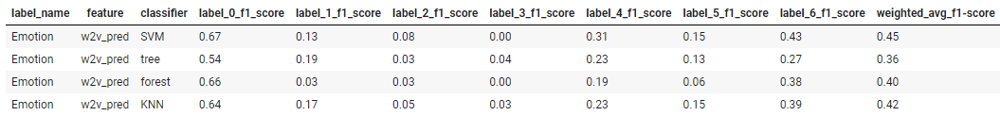 label_name feature classifier label_0_f1_score label_1_f1_score label_2_f1_score label_3_f1_score label_4_f1_score label_5_f1_score label_6_f1_score weighted_avg_f1-score
Emotion w2v_pred SVM 0.67 0.13 0.08 0.00 0.31 0.15 0.43 0.45
Emotion w2v_pred tree 0.54 0.19 0.03 0.04 0.23 0.13 0.27 0.36
Emotion w2v_pred forest 0.66 0.03 0.03 0.00 0.19 0.06 0.38 0.40
Emotion w2v_pred KNN 0.64 0.17 0.05 0.03 0.23 0.15 0.39 0.42